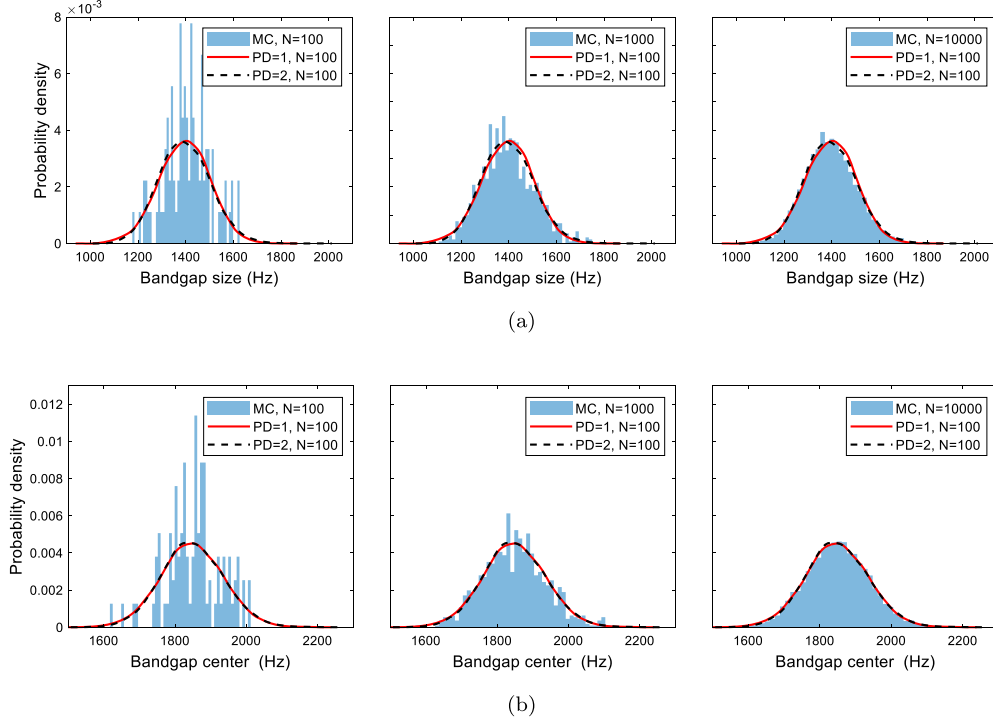 ×10⁻³
8
6
4
2
0
Probability density
MC, N=100
PD=1, N=100
PD=2, N=100
1000 1200 1400 1600 1800 2000
Bandgap size (Hz)
MC, N=1000
PD=1, N=100
PD=2, N=100
1000 1200 1400 1600 1800 2000
Bandgap size (Hz)
MC, N=10000
PD=1, N=100
PD=2, N=100
1000 1200 1400 1600 1800 2000
Bandgap size (Hz)
(a)
0.012
0.01
0.008
0.006
0.004
0.002
0
Probability density
MC, N=100
PD=1, N=100
PD=2, N=100
1600 1800 2000 2200
Bandgap center (Hz)
MC, N=1000
PD=1, N=100
PD=2, N=100
1600 1800 2000 2200
Bandgap center (Hz)
MC, N=10000
PD=1, N=100
PD=2, N=100
1600 1800 2000 2200
Bandgap center (Hz)
(b)